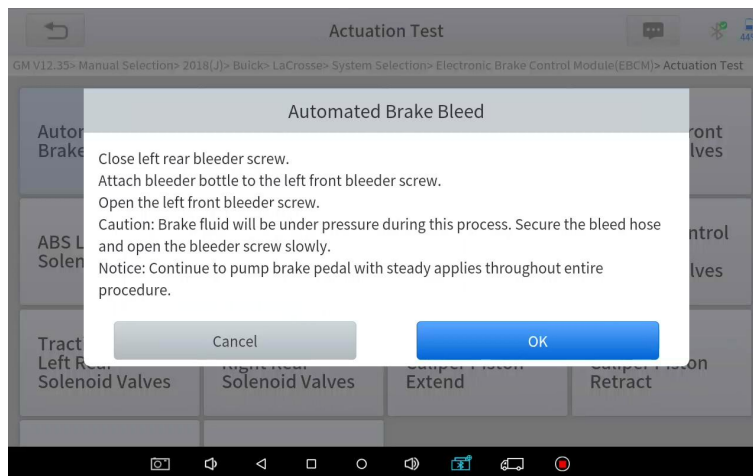 Actuation Test
44
GM V12.35> Manual Selection> 2018(J)> Buick> LaCrosse> System Selection> Electronic Brake Control Module(EBCM)> Actuation Test
Automated Brake Bleed
Close left rear bleeder screw.
Attach bleeder bottle to the left front bleeder screw.
Open the left front bleeder screw.
Caution: Brake fluid will be under pressure during this process. Secure the bleed hose
and open the bleeder screw slowly.
Notice: Continue to pump brake pedal with steady applies throughout entire
procedure.
Cancel
OK
Autor
Brake
ront
lves
ABS L
Solen
ntrol
lves
Tract
Left Rear
Solenoid Valves
Right Rear
Solenoid Valves
Caliper Piston
Extend
Caliper Piston
Retract